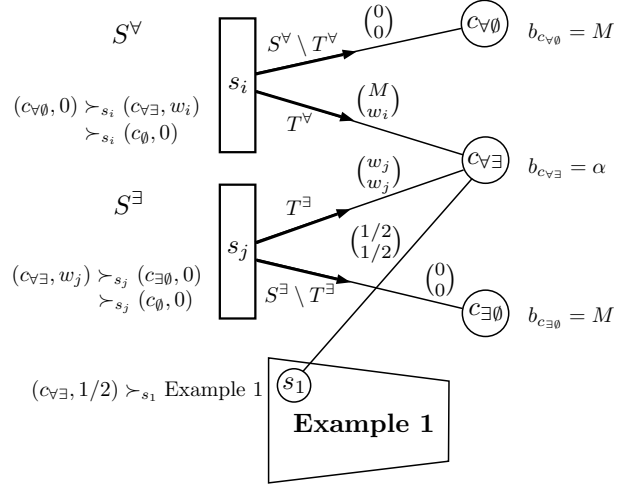 S^∀
S^∀ \ T^∀
(0 0)
c_{∀∅}
b_{c_{∀∅}} = M
s_i
(c_{∀∅}, 0) ≻_{s_i} (c_{∀∃}, w_i)
≻_{s_i} (c_∅, 0)
T^∀
(M w_i)
c_{∀∃}
b_{c_{∀∃}} = α
S^∃
T^∃
(w_j w_j)
s_j
(1/2 1/2)
(c_{∀∃}, w_j) ≻_{s_j} (c_{∃∅}, 0)
≻_{s_j} (c_∅, 0)
S^∃ \ T^∃
(0 0)
c_{∃∅}
b_{c_{∃∅}} = M
(c_{∀∃}, 1/2) ≻_{s_1} Example 1
s_1
Example 1